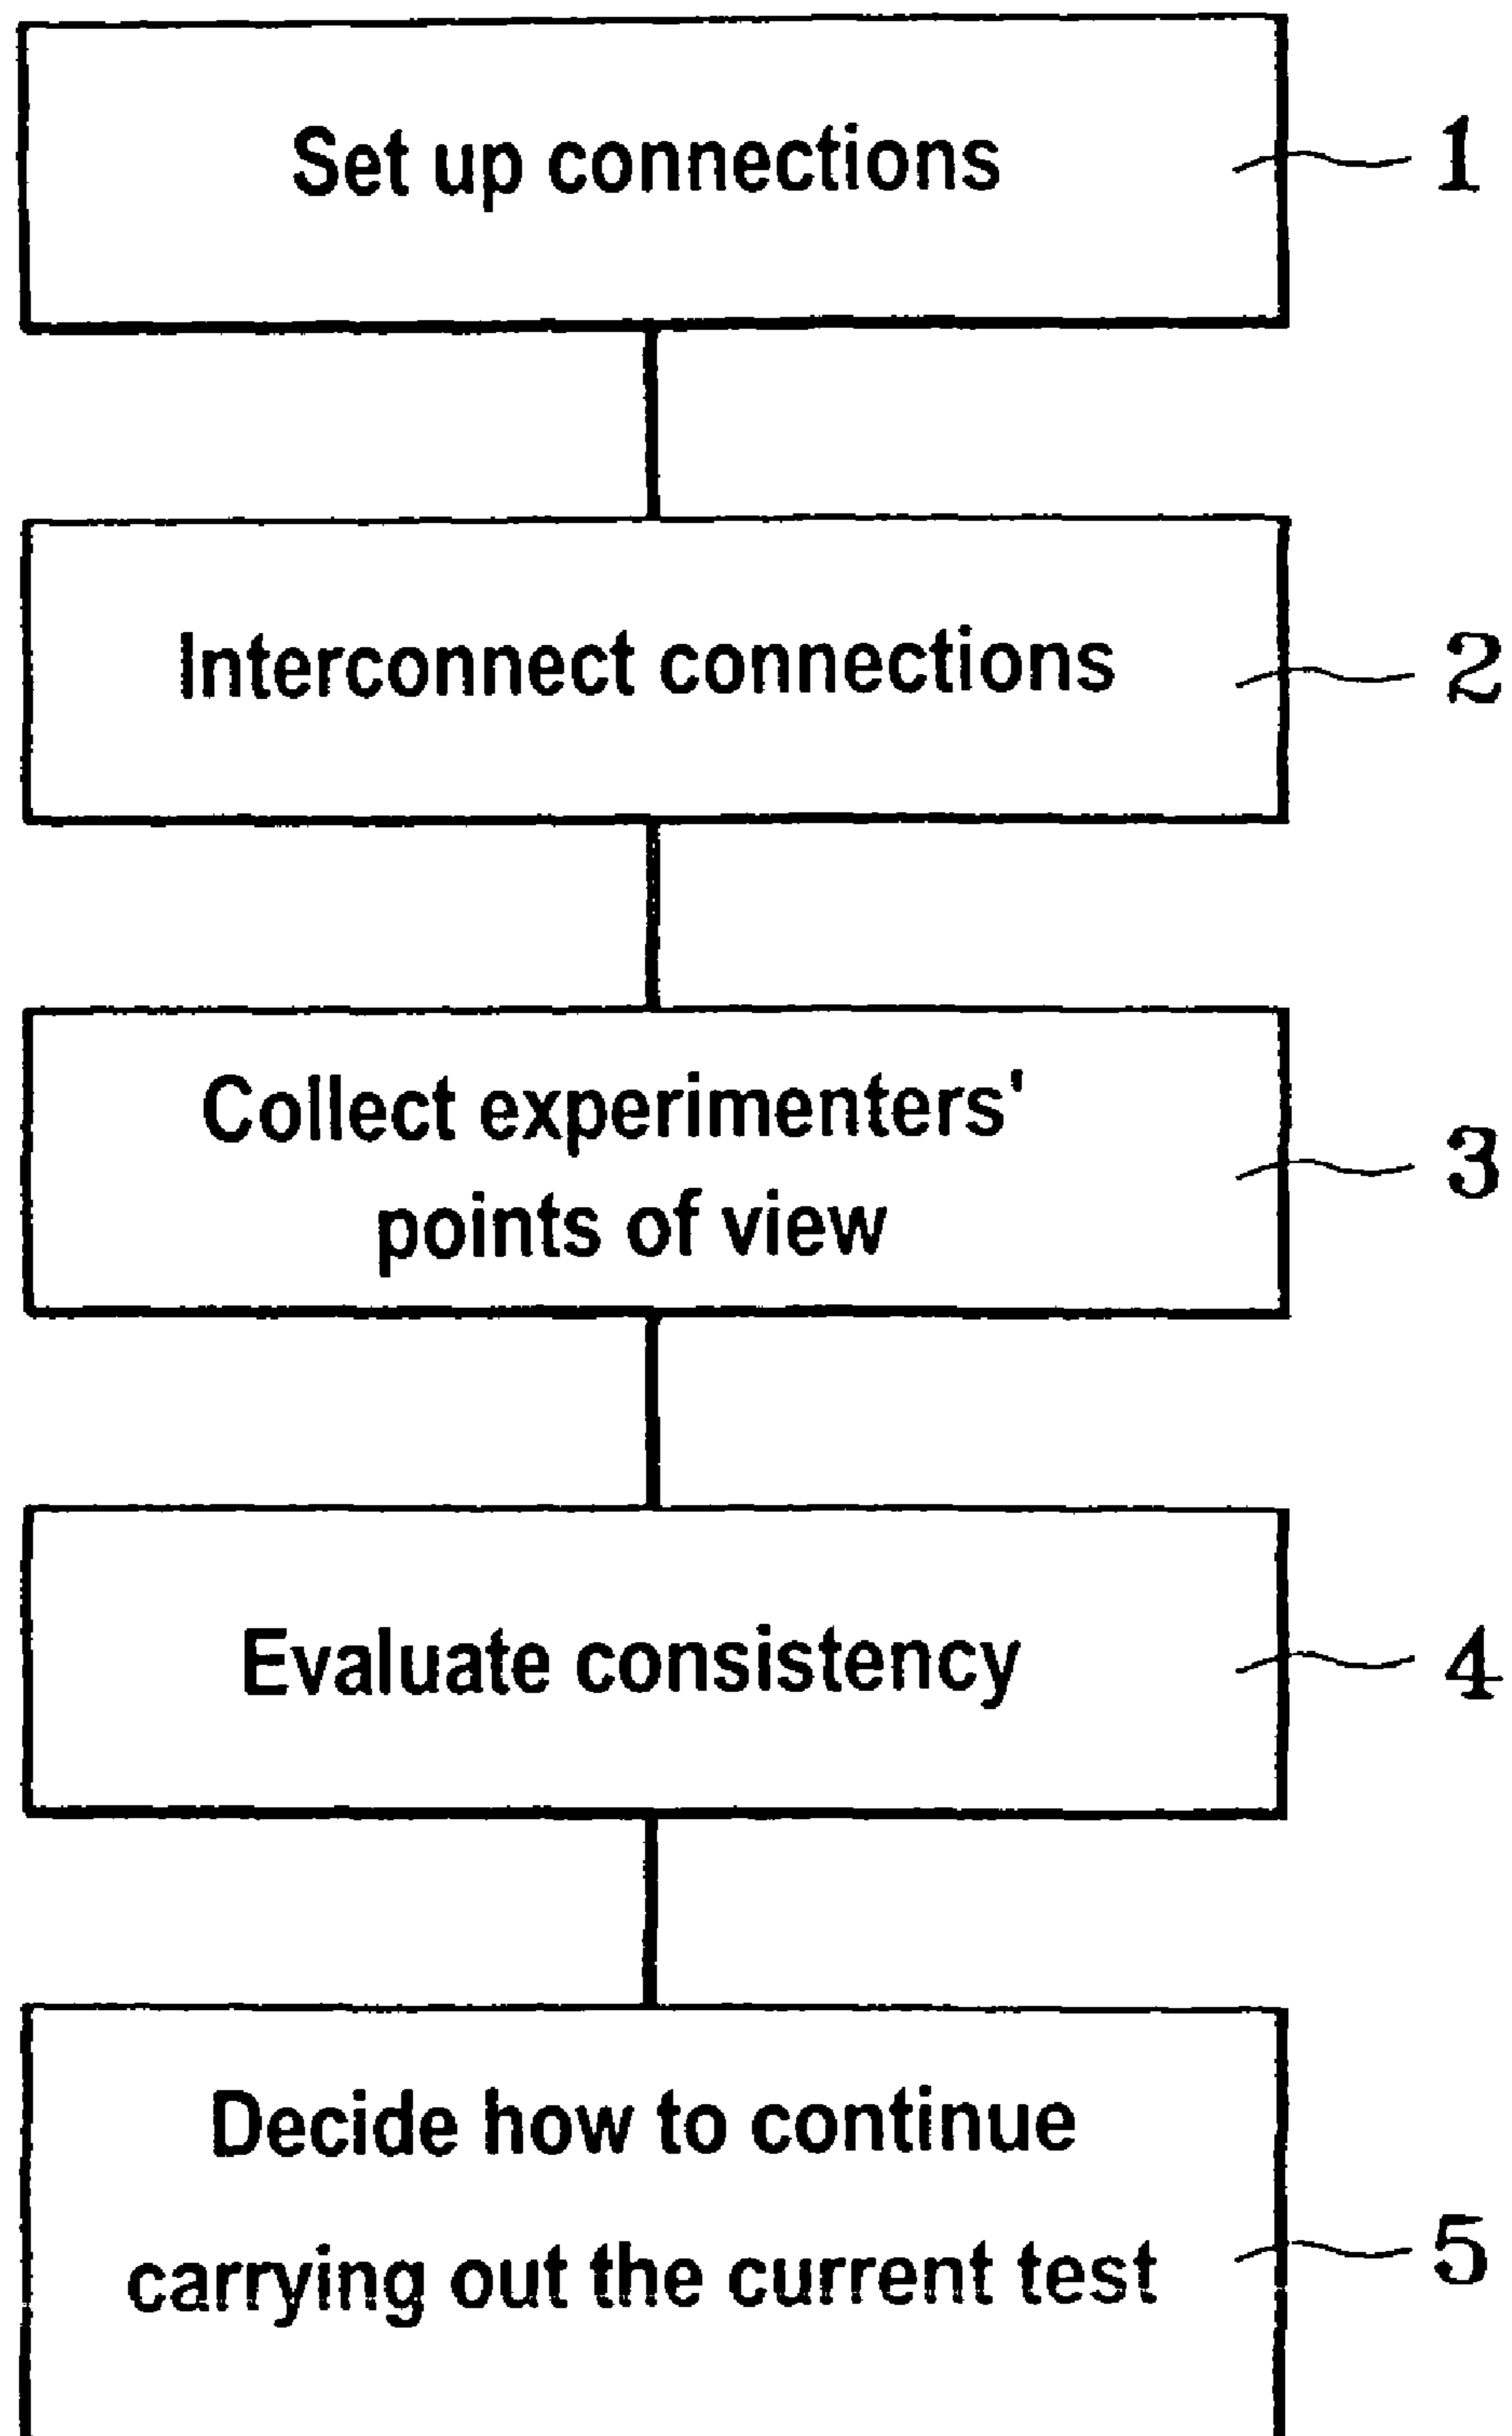 Set up connections
1
Interconnect connections
2
Collect experimenters'
points of view
3
Evaluate consistency
4
Decide how to continue
carrying out the current test
5